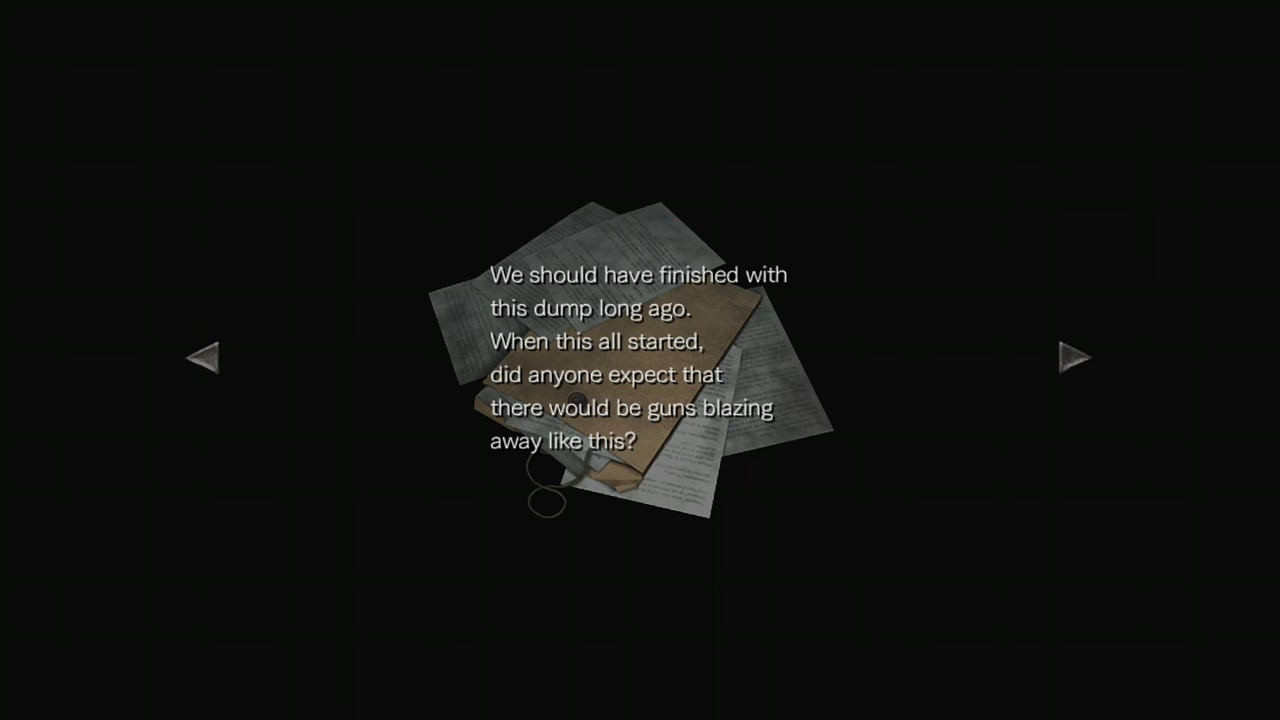 We should have finished with
this dump long ago.
When this all started,
did anyone expect that
there would be guns blazing
away like this?